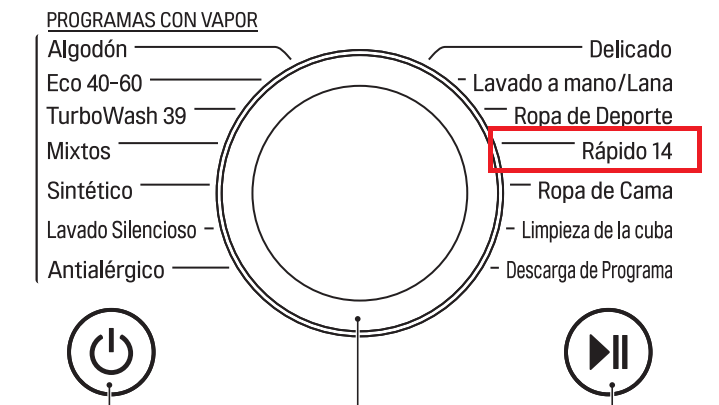 PROGRAMAS CON VAPOR
Algodón
Eco 40-60
TurboWash 39
Mixtos
Sintético
Lavado Silencioso
Antialérgico
Delicado
Lavado a mano/Lana
Ropa de Deporte
Rápido 14
Ropa de Cama
Limpieza de la cuba
Descarga de Programa